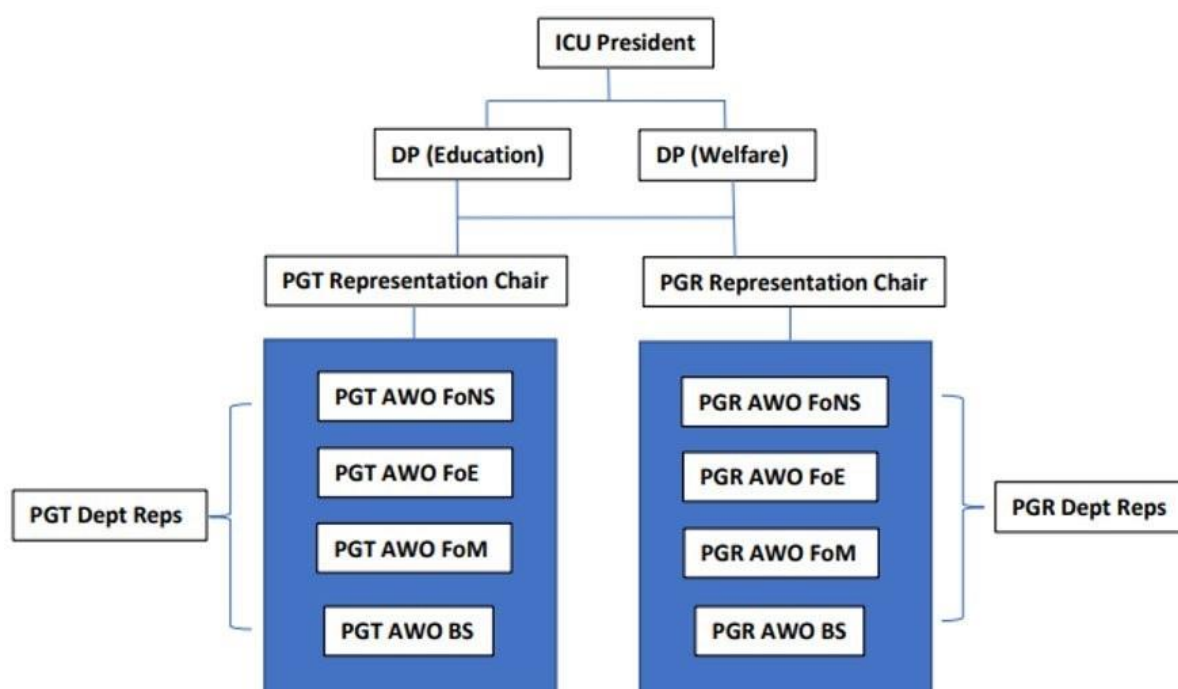 ICU President
DP (Education)
DP (Welfare)
PGT Representation Chair
PGR Representation Chair
PGT AWO FoNS
PGT AWO FoE
PGT AWO FoM
PGT AWO BS
PGR AWO FoNS
PGR AWO FoE
PGR AWO FoM
PGR AWO BS
PGT Dept Reps
PGR Dept Reps